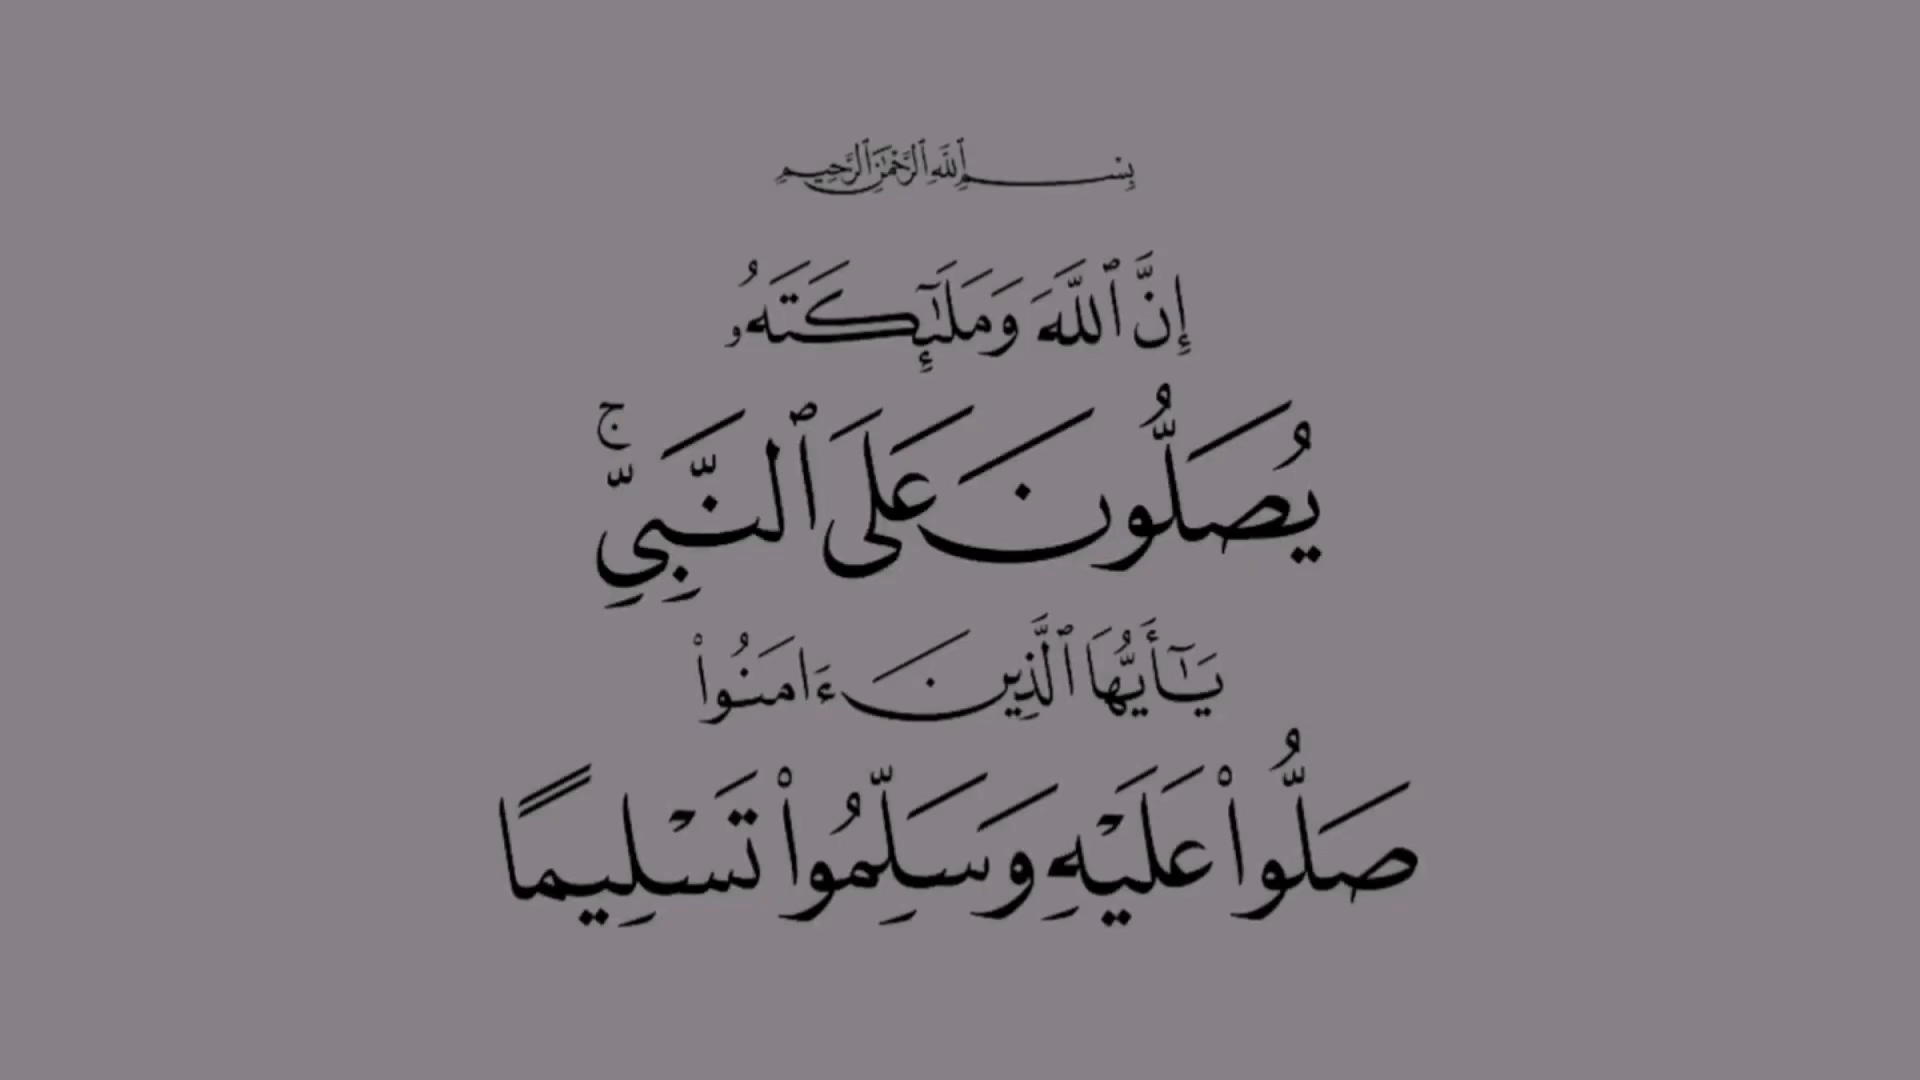 بِسْمِ ٱللَّهِ ٱلرَّحْمَٰنِ ٱلرَّحِيمِ
إِنَّ ٱللَّهَ وَمَلَٰٓئِكَتَهُۥ
يُصَلُّونَ عَلَى ٱلنَّبِىِّۚ
يَٰٓأَيُّهَا ٱلَّذِينَ ءَامَنُوا۟
صَلُّوا۟ عَلَيْهِ وَسَلِّمُوا۟ تَسْلِيمًا